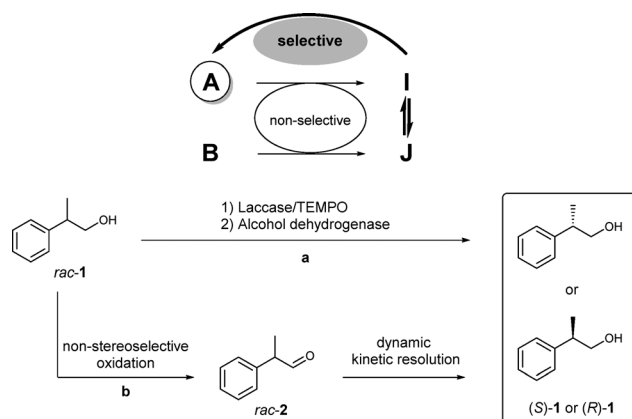 selective
A
I
non-selective
B
J
OH
rac-1
1) Laccase/TEMPO
2) Alcohol dehydrogenase
a
OH
or
OH
(S)-1 or (R)-1
non-stereoselective
oxidation
b
O
rac-2
dynamic
kinetic resolution